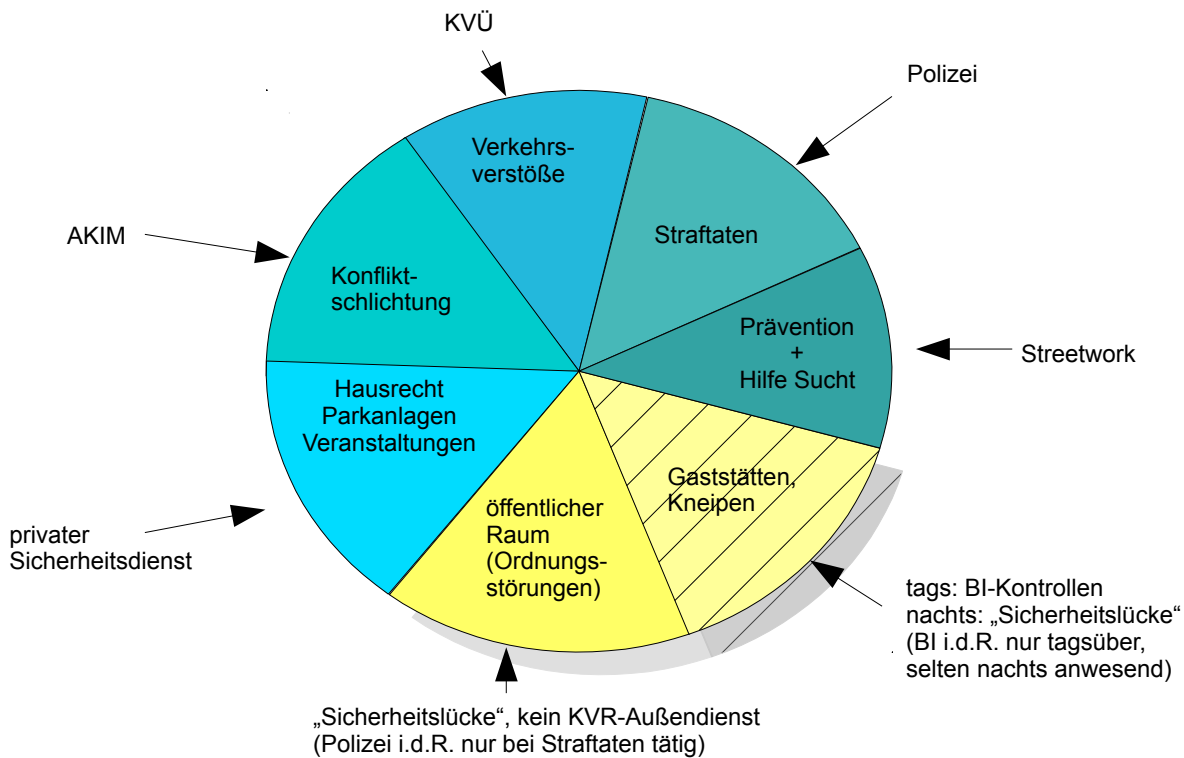 KVÜ
Polizei
Verkehrs-
verstöße
Straftaten
AKIM
Konflikt-
schlichtung
Prävention
+
Hilfe Sucht
Streetwork
Hausrecht
Parkanlagen
Veranstaltungen
Gaststätten,
Kneipen
öffentlicher
Raum
(Ordnungs-
störungen)
privater
Sicherheitsdienst
tags: BI-Kontrollen
nachts: „Sicherheitslücke“
(BI i.d.R. nur tagsüber,
selten nachts anwesend)
„Sicherheitslücke“, kein KVR-Außendienst
(Polizei i.d.R. nur bei Straftaten tätig)